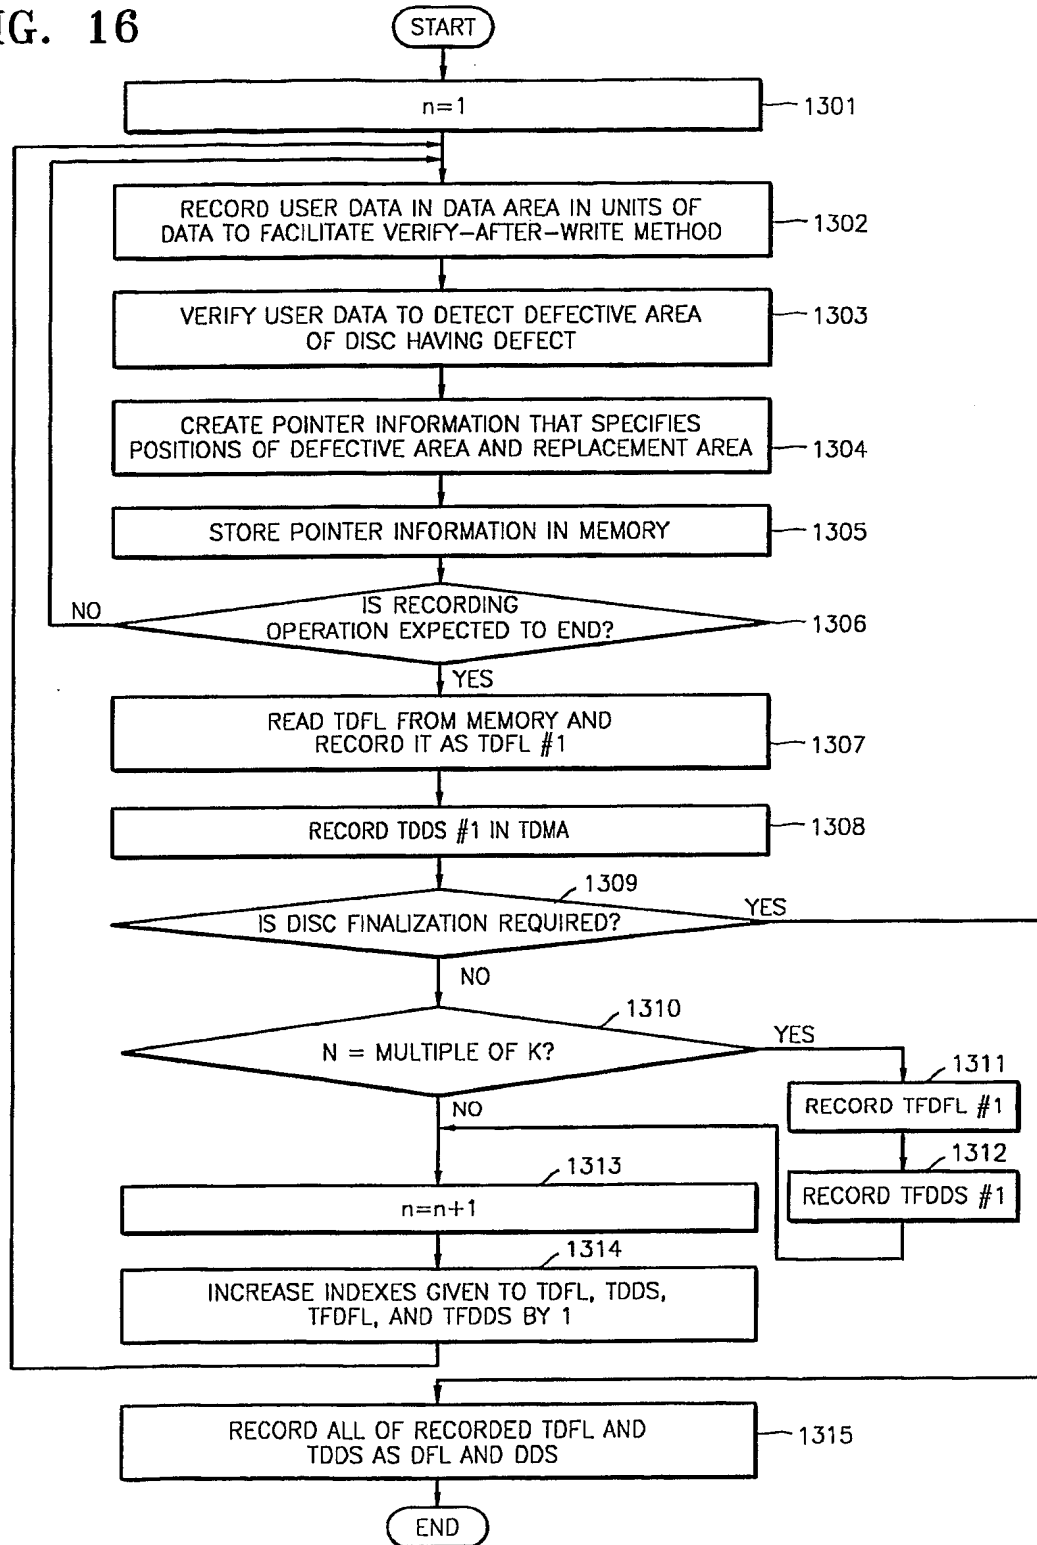 IG. 16
START
n=1
1301
RECORD USER DATA IN DATA AREA IN UNITS OF
DATA TO FACILITATE VERIFY-AFTER-WRITE METHOD
1302
VERIFY USER DATA TO DETECT DEFECTIVE AREA
OF DISC HAVING DEFECT
1303
CREATE POINTER INFORMATION THAT SPECIFIES
POSITIONS OF DEFECTIVE AREA AND REPLACEMENT AREA
1304
STORE POINTER INFORMATION IN MEMORY
1305
IS RECORDING
OPERATION EXPECTED TO END?
1306
NO
YES
READ TDFL FROM MEMORY AND
RECORD IT AS TDFL #1
1307
RECORD TDDS #1 IN TDMA
1308
1309
IS DISC FINALIZATION REQUIRED?
YES
NO
1310
N = MULTIPLE OF K?
YES
NO
1311
RECORD TFDFL #1
1312
RECORD TFDDS #1
1313
n=n+1
1314
INCREASE INDEXES GIVEN TO TDFL, TDDS,
TFDFL, AND TFDDS BY 1
RECORD ALL OF RECORDED TDFL AND
TDDS AS DFL AND DDS
1315
END